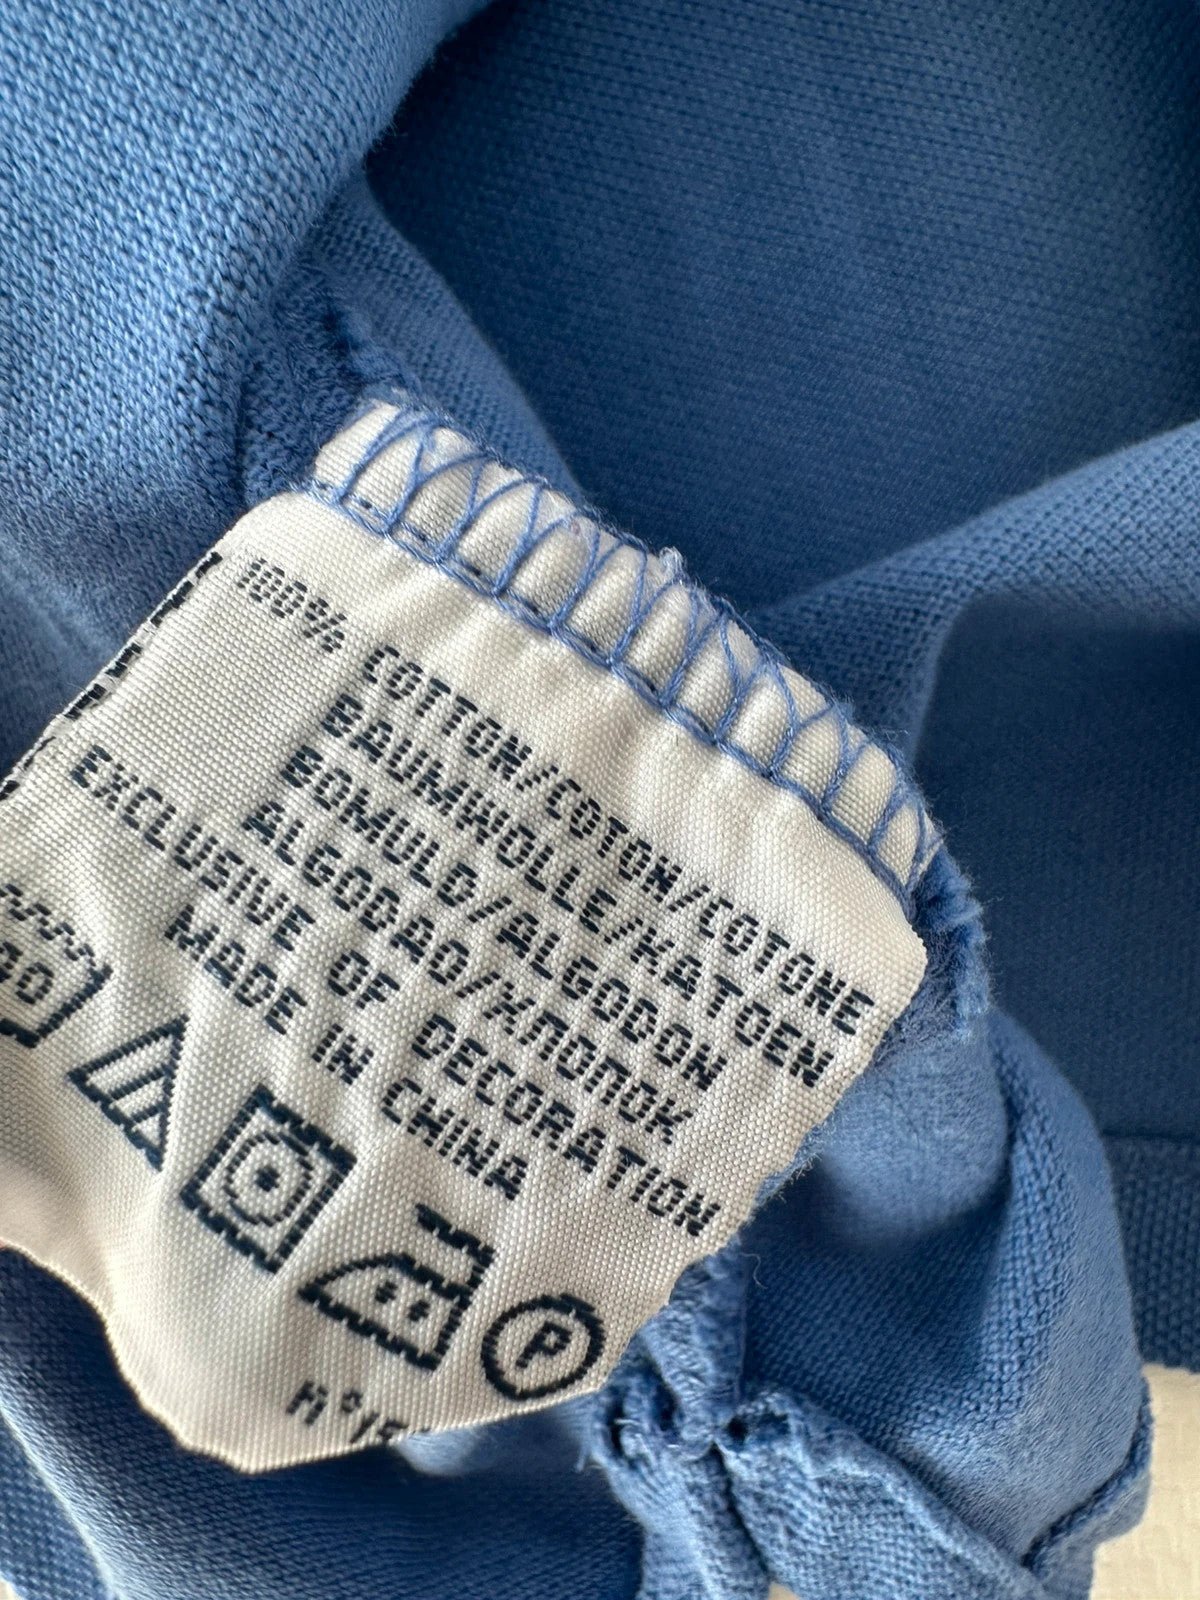 100% COTTON/COTON/COTONE
BAUMWOLLE/KATOEN
BOMULD/ALGODON
ALGODAO/ХЛОПОК
EXCLUSIVE OF DECORATION
MADE IN CHINA
P